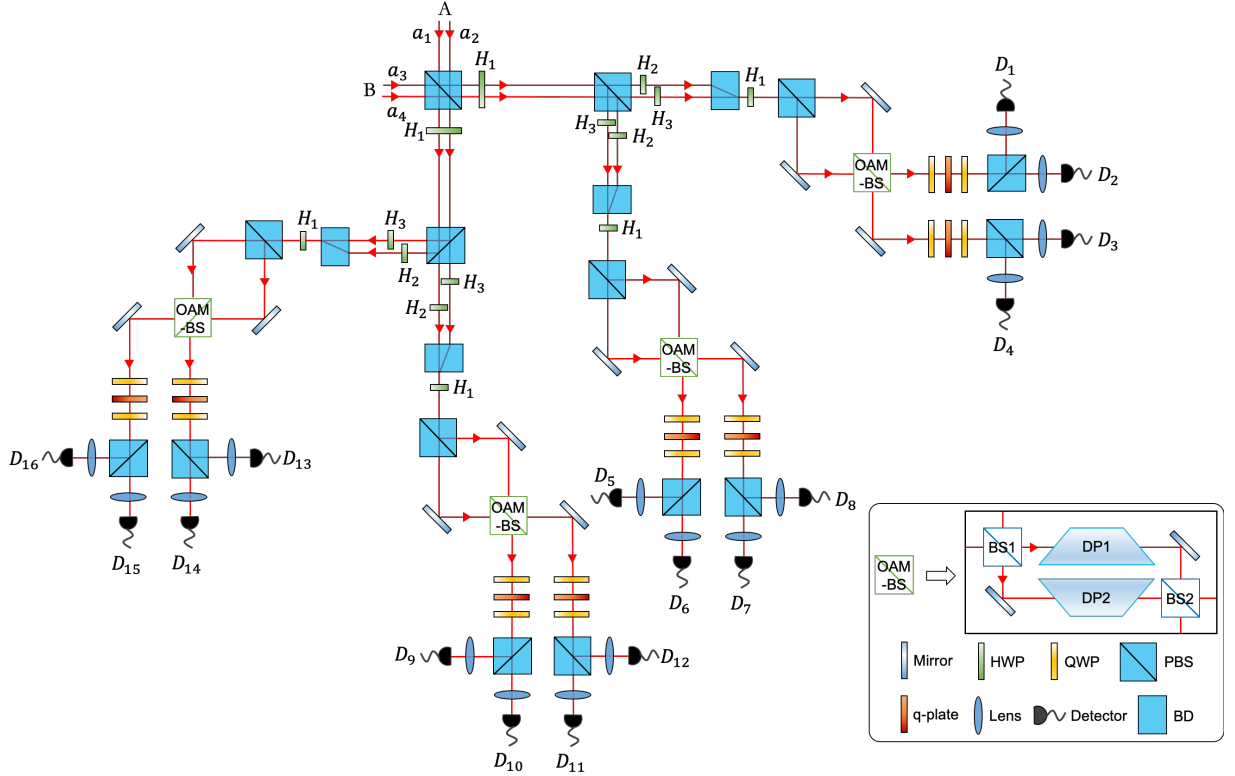 A
a₁ a₂
a₃ H₁ H₂ H₁ D₁
B
a₄ H₃
H₁ H₃ H₂
OAM
-BS
D₂
H₁
D₃
H₁ H₃
H₂
H₃
H₂
D₄
OAM
-BS
OAM
-BS
H₁
D₁₆ D₁₃
D₅ D₈
OAM
-BS
D₁₅ D₁₄
D₆ D₇
D₉ D₁₂
D₁₀ D₁₁
OAM
-BS
BS1 DP1
DP2 BS2
Mirror HWP QWP PBS
q-plate Lens Detector BD